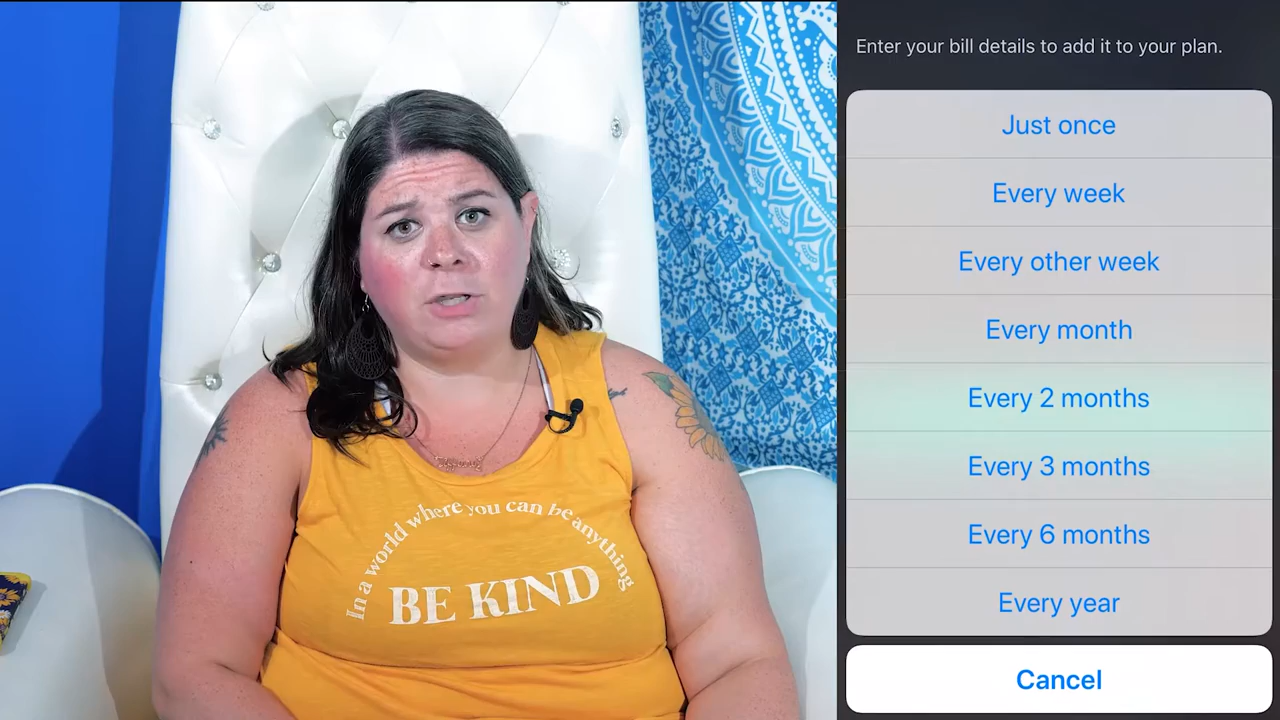 In a world where you can be anything
BE KIND
Enter your bill details to add it to your plan.
Just once
Every week
Every other week
Every month
Every 2 months
Every 3 months
Every 6 months
Every year
Cancel